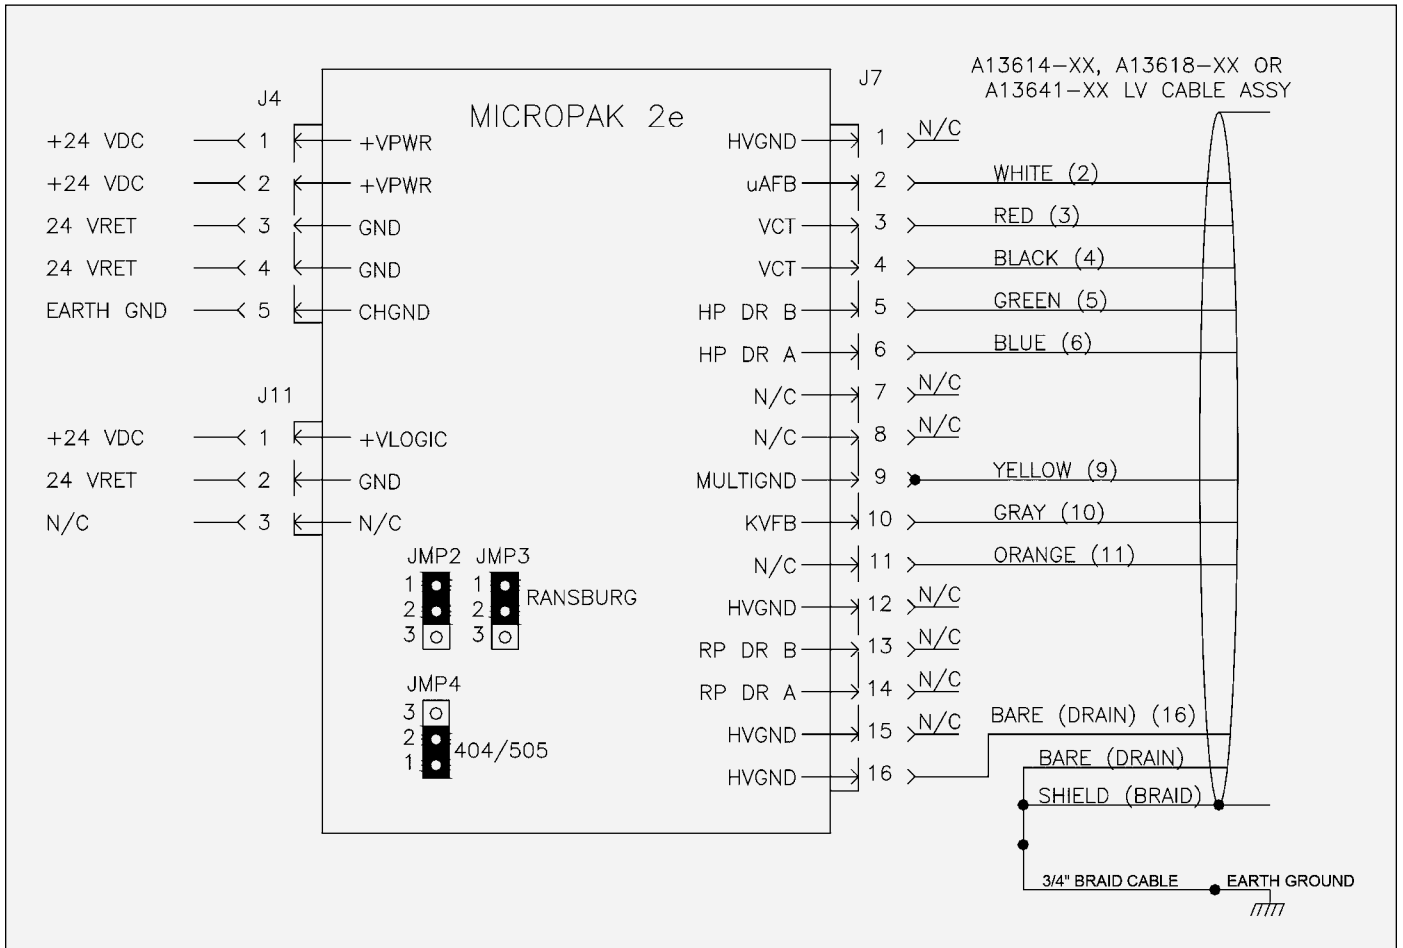 A13614-XX, A13618-XX OR
A13641-XX LV CABLE ASSY
MICROPAK 2e
J4
+24 VDC 1 +VPWR
+24 VDC 2 +VPWR
24 VRET 3 GND
24 VRET 4 GND
EARTH GND 5 CHGND
J11
+24 VDC 1 +VLOGIC
24 VRET 2 GND
N/C 3 N/C
JMP2 JMP3
1 1
2 2 RANSBURG
3 3
JMP4
3
2
1 404/505
J7
HVGND 1 N/C
uAFB 2 WHITE (2)
VCT 3 RED (3)
VCT 4 BLACK (4)
HP DR B 5 GREEN (5)
HP DR A 6 BLUE (6)
N/C 7 N/C
N/C 8 N/C
MULTIGND 9 YELLOW (9)
KVFB 10 GRAY (10)
N/C 11 ORANGE (11)
HVGND 12 N/C
RP DR B 13 N/C
RP DR A 14 N/C
HVGND 15 N/C
HVGND 16 BARE (DRAIN) (16)
BARE (DRAIN)
SHIELD (BRAID)
3/4" BRAID CABLE EARTH GROUND